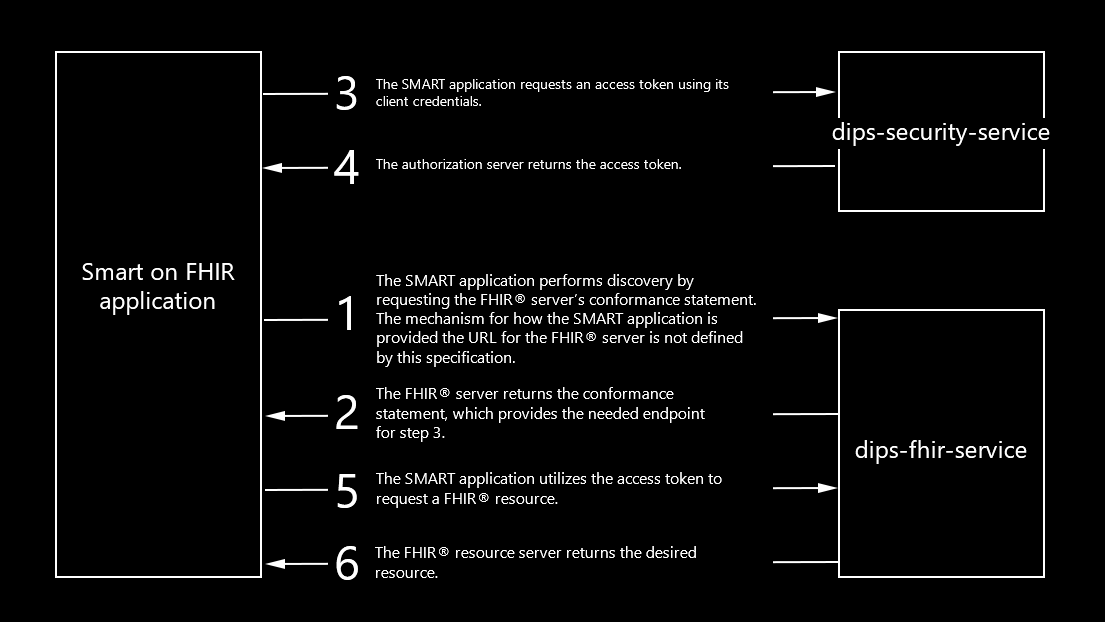 3
The SMART application requests an access token using its
client credentials.
dips-security-service
4
The authorization server returns the access token.
Smart on FHIR
application
1
The SMART application performs discovery by
requesting the FHIR® server's conformance statement.
The mechanism for how the SMART application is
provided the URL for the FHIR® server is not defined
by this specification.
2
The FHIR® server returns the conformance
statement, which provides the needed endpoint
for step 3.
dips-fhir-service
5
The SMART application utilizes the access token to
request a FHIR® resource.
6
The FHIR® resource server returns the desired
resource.